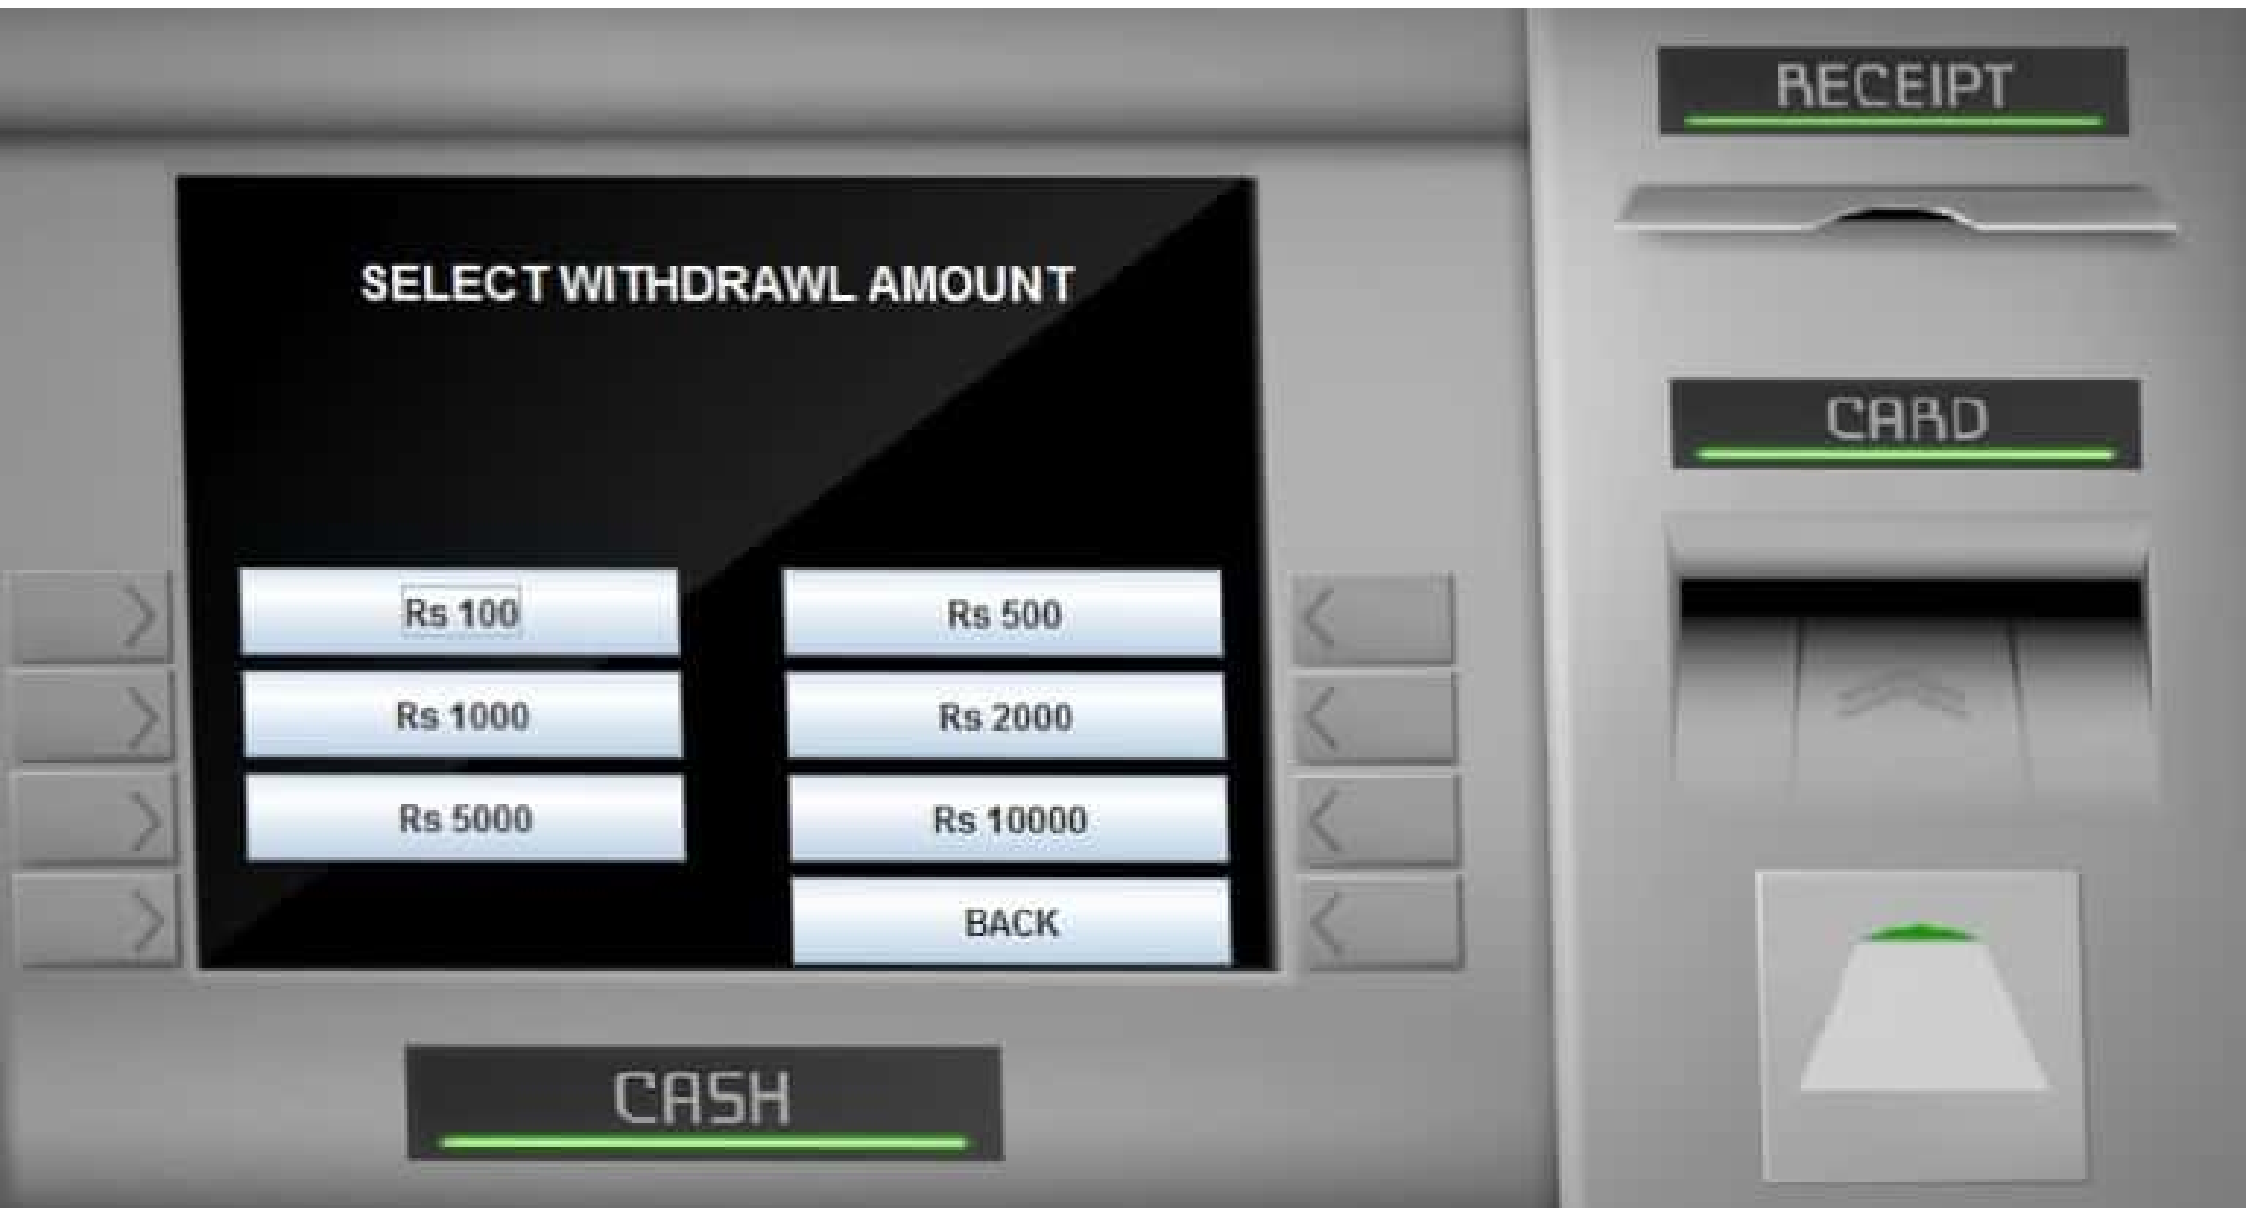 RECEIPT
SELECT WITHDRAWL AMOUNT
CARD
Rs 100
Rs 500
Rs 1000
Rs 2000
Rs 5000
Rs 10000
BACK
CASH